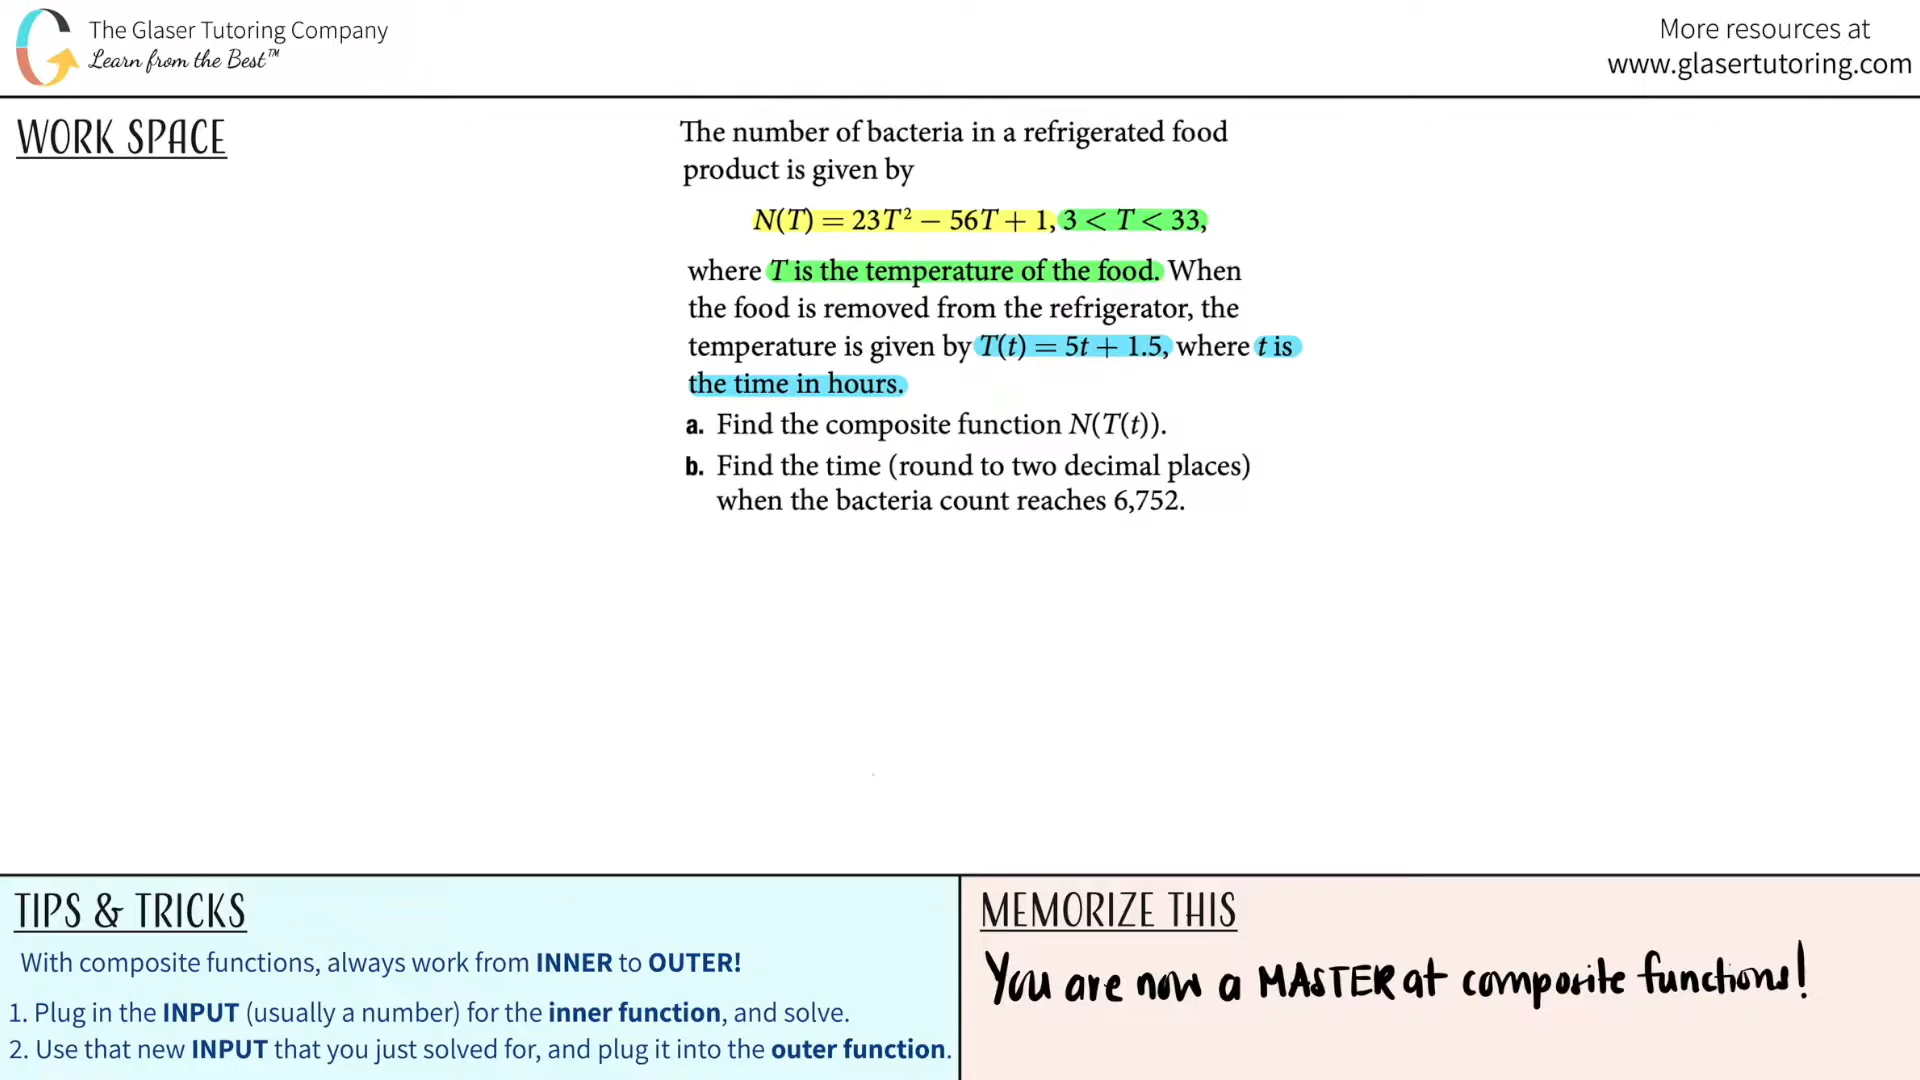 The Glaser Tutoring Company
Learn from the Best™
More resources at
www.glasertutoring.com
WORK SPACE
The number of bacteria in a refrigerated food
product is given by
N(T) = 23T² − 56T + 1, 3 < T < 33,
where T is the temperature of the food. When
the food is removed from the refrigerator, the
temperature is given by T(t) = 5t + 1.5, where t is
the time in hours.
a. Find the composite function N(T(t)).
b. Find the time (round to two decimal places)
when the bacteria count reaches 6,752.
TIPS & TRICKS
With composite functions, always work from INNER to OUTER!
1. Plug in the INPUT (usually a number) for the inner function, and solve.
2. Use that new INPUT that you just solved for, and plug it into the outer function.
MEMORIZE THIS
You are now a MASTER at composite functions!